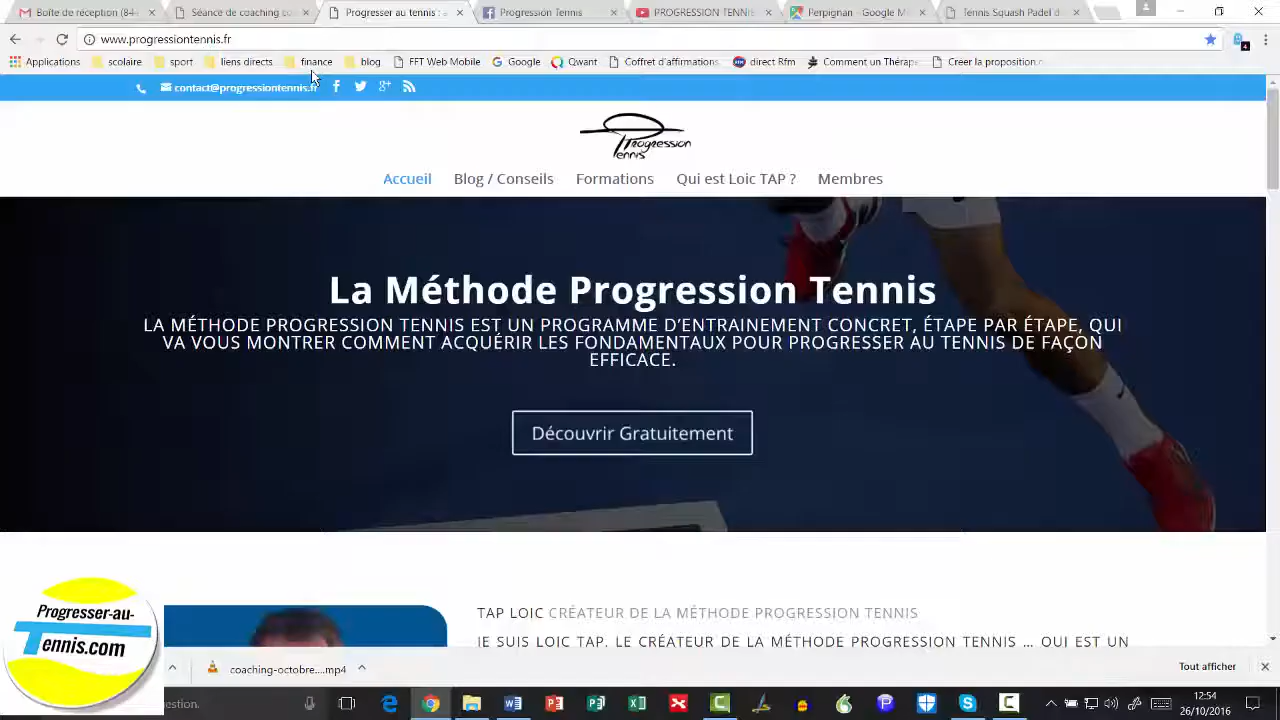 Boîte de réception
Séance de coaching
Progresser au tennis :
Progression Tennis
PROGRESSION TENNIS
Perpignan - Google M
Tennis Squash Padel d
www.progressiontennis.fr
4
Applications
scolaire
sport
liens directs
finance
blog
FFT Web Mobile
Google
Qwant
Coffret d'affirmations
direct Rfm
Comment un Thérape
Creer la proposition
contact@progressiontennis.fr
Progression
Tennis
Accueil
Blog / Conseils
Formations
Qui est Loic TAP ?
Membres
La Méthode Progression Tennis
LA MÉTHODE PROGRESSION TENNIS EST UN PROGRAMME D'ENTRAINEMENT CONCRET, ÉTAPE PAR ÉTAPE, QUI
VA VOUS MONTRER COMMENT ACQUÉRIR LES FONDAMENTAUX POUR PROGRESSER AU TENNIS DE FAÇON
EFFICACE.
Découvrir Gratuitement
TAP LOIC CRÉATEUR DE LA MÉTHODE PROGRESSION TENNIS
JE SUIS LOIC TAP. LE CRÉATEUR DE LA MÉTHODE PROGRESSION TENNIS ... QUI EST UN
Progresser-au-
Tennis.com
coaching-octobre....mp4
Tout afficher
question.
12:54
26/10/2016